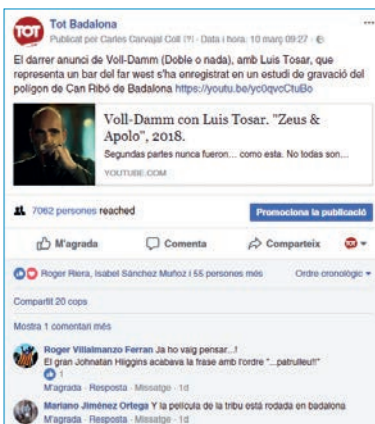 TOT
Tot Badalona
Publicat per Carles Carvajal Coll [?] · Data i hora: 10 març 09:27 ·
El darrer anunci de Voll-Damm (Doble o nada), amb Luis Tosar, que
representa un bar del far west s'ha enregistrat en un estudi de gravació del
polígon de Can Ribó de Badalona https://youtu.be/yc0qvcCtuBo
Voll-Damm con Luis Tosar. "Zeus &
Apolo", 2018.
Segundas partes nunca fueron... como esta. No todas son...
YOUTUBE.COM
7062 persones reached
Promociona la publicació
M'agrada
Comenta
Comparteix
TOT
Roger Riera, Isabel Sánchez Muñoz i 55 persones més
Ordre cronològic
Compartit 20 cops
Mostra 1 comentari més
Roger Villalmanzo Ferran Ja ho vaig pensar...!
El gran Johnatan Higgins acabava la frase amb l'ordre "...patrulleu!!"
1
M'agrada · Resposta · Missatge · 1d
Mariano Jiménez Ortega Y la película de la tribu está rodada en badalona
M'agrada · Resposta · Missatge · 1d